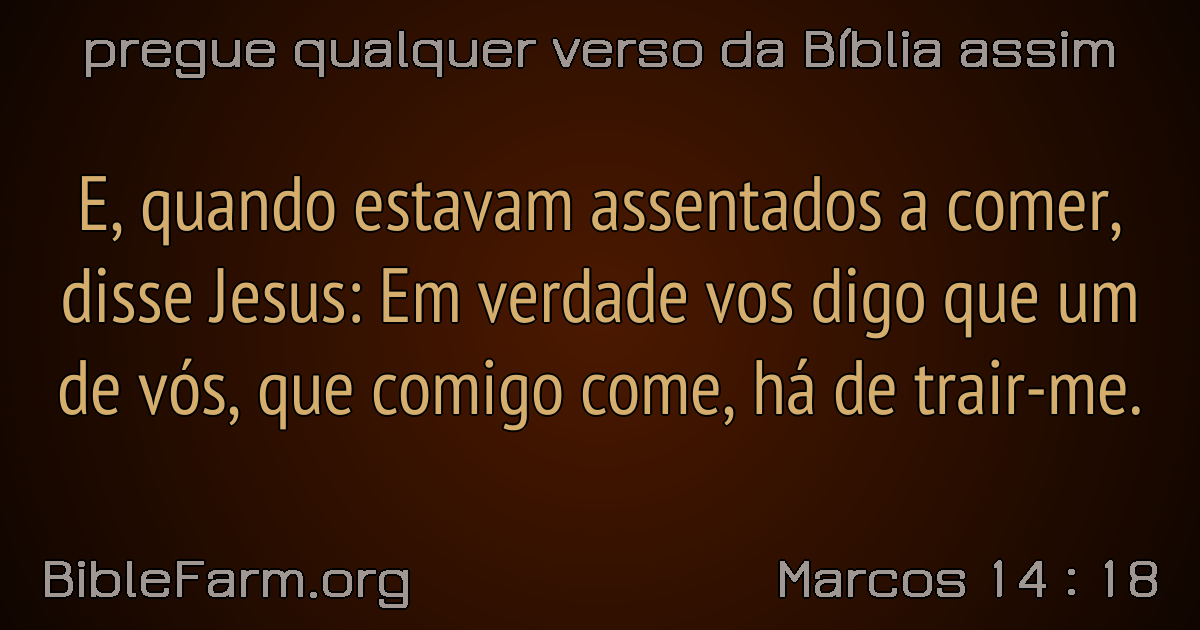 pregue qualquer verso da Bíblia assim
E, quando estavam assentados a comer,
disse Jesus: Em verdade vos digo que um
de vós, que comigo come, há de trair-me.
BibleFarm.org
Marcos 14 : 18